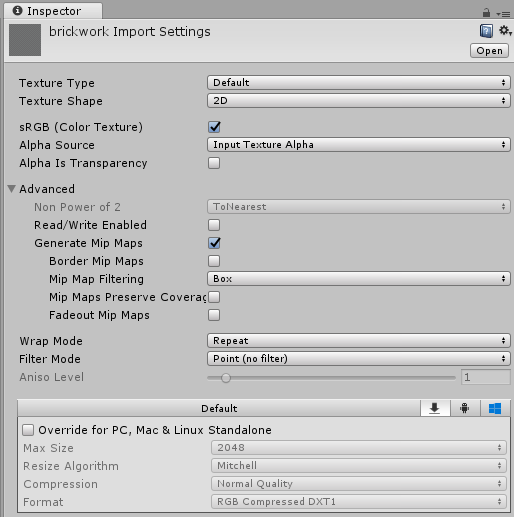 Inspector
brickwork Import Settings
Open
Texture Type Default
Texture Shape 2D
sRGB (Color Texture)
Alpha Source Input Texture Alpha
Alpha Is Transparency
Advanced
Non Power of 2 ToNearest
Read/Write Enabled
Generate Mip Maps
Border Mip Maps
Mip Map Filtering Box
Mip Maps Preserve Coverag
Fadeout Mip Maps
Wrap Mode Repeat
Filter Mode Point (no filter)
Aniso Level 1
Default
Override for PC, Mac & Linux Standalone
Max Size 2048
Resize Algorithm Mitchell
Compression Normal Quality
Format RGB Compressed DXT1